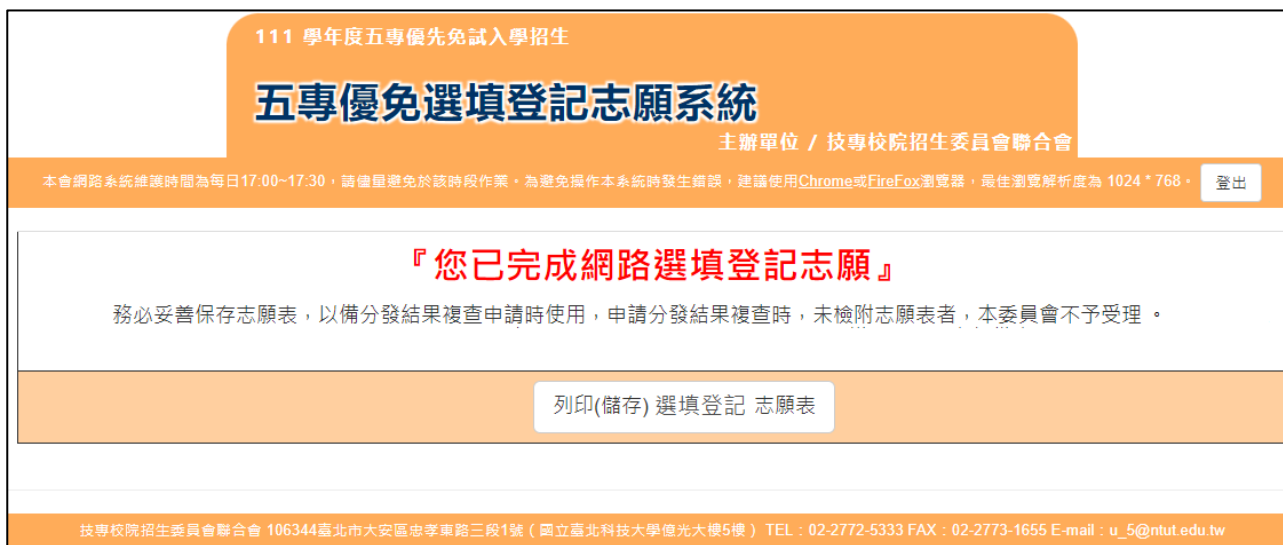 111 學年度五專優先免試入學招生
五專優免選填登記志願系統
主辦單位 / 技專校院招生委員會聯合會
本會網路系統維護時間為每日17:00~17:30，請儘量避免於該時段作業。為避免操作本系統時發生錯誤，建議使用Chrome或FireFox瀏覽器，最佳瀏覽解析度為 1024 * 768。 登出
『您已完成網路選填登記志願』
務必妥善保存志願表，以備分發結果複查申請時使用，申請分發結果複查時，未檢附志願表者，本委員會不予受理 。
列印(儲存) 選填登記 志願表
技專校院招生委員會聯合會 106344臺北市大安區忠孝東路三段1號（國立臺北科技大學億光大樓5樓） TEL：02-2772-5333 FAX：02-2773-1655 E-mail：u_5@ntut.edu.tw